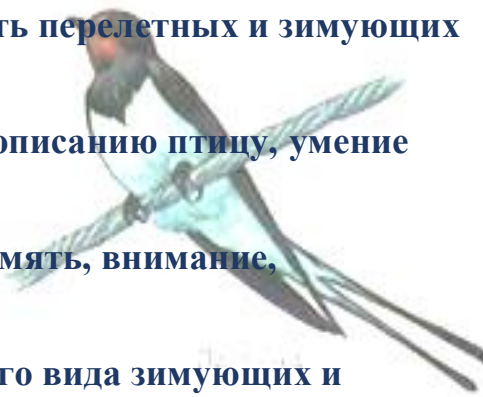 ть перелетных и зимующих
описанию птицу, умение
мять, внимание,
го вида зимующих и